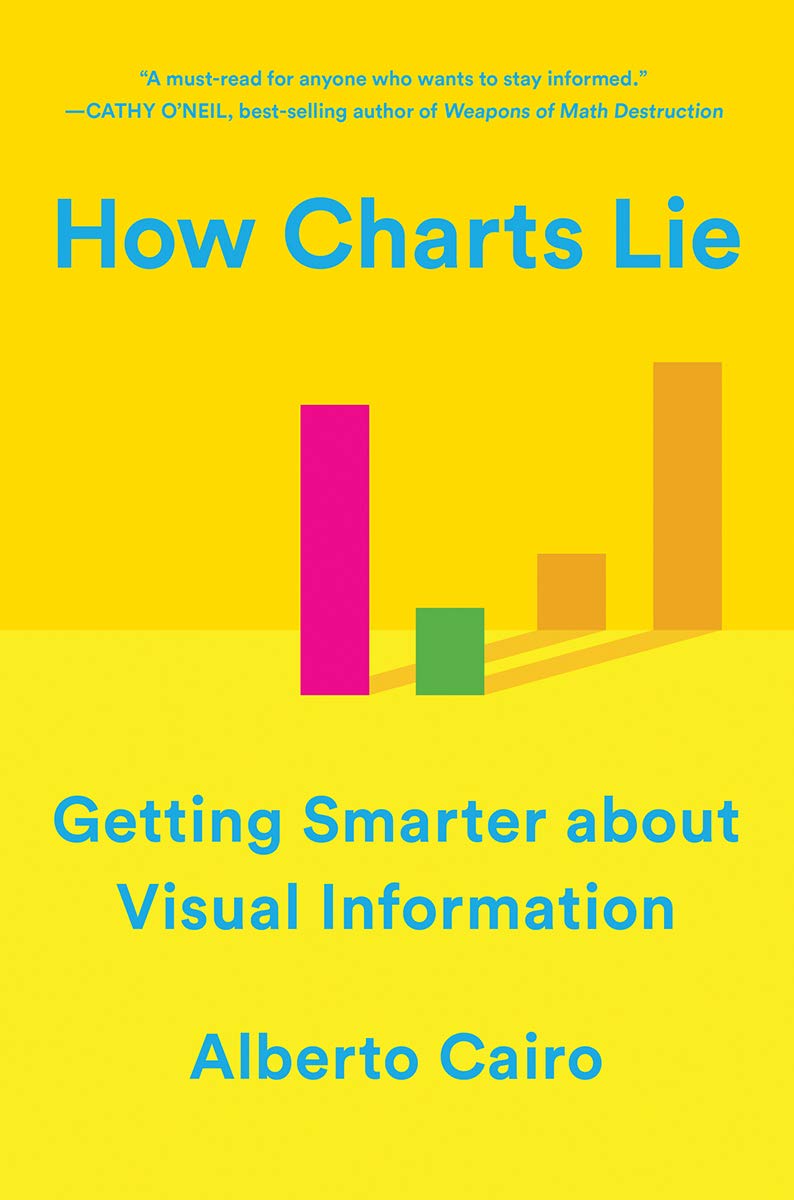 “A must-read for anyone who wants to stay informed.”
—CATHY O’NEIL, best-selling author of Weapons of Math Destruction
How Charts Lie
Getting Smarter about
Visual Information
Alberto Cairo